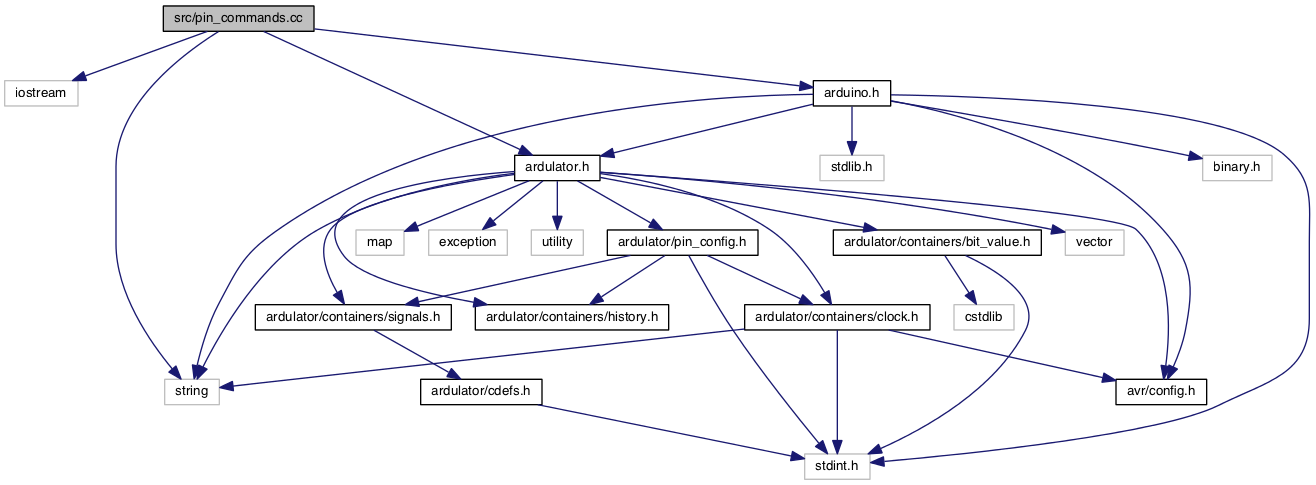 src/pin_commands.cc
iostream
arduino.h
ardulator.h
stdlib.h
binary.h
map
exception
utility
ardulator/pin_config.h
ardulator/containers/bit_value.h
vector
ardulator/containers/signals.h
ardulator/containers/history.h
ardulator/containers/clock.h
cstdlib
string
ardulator/cdefs.h
avr/config.h
stdint.h